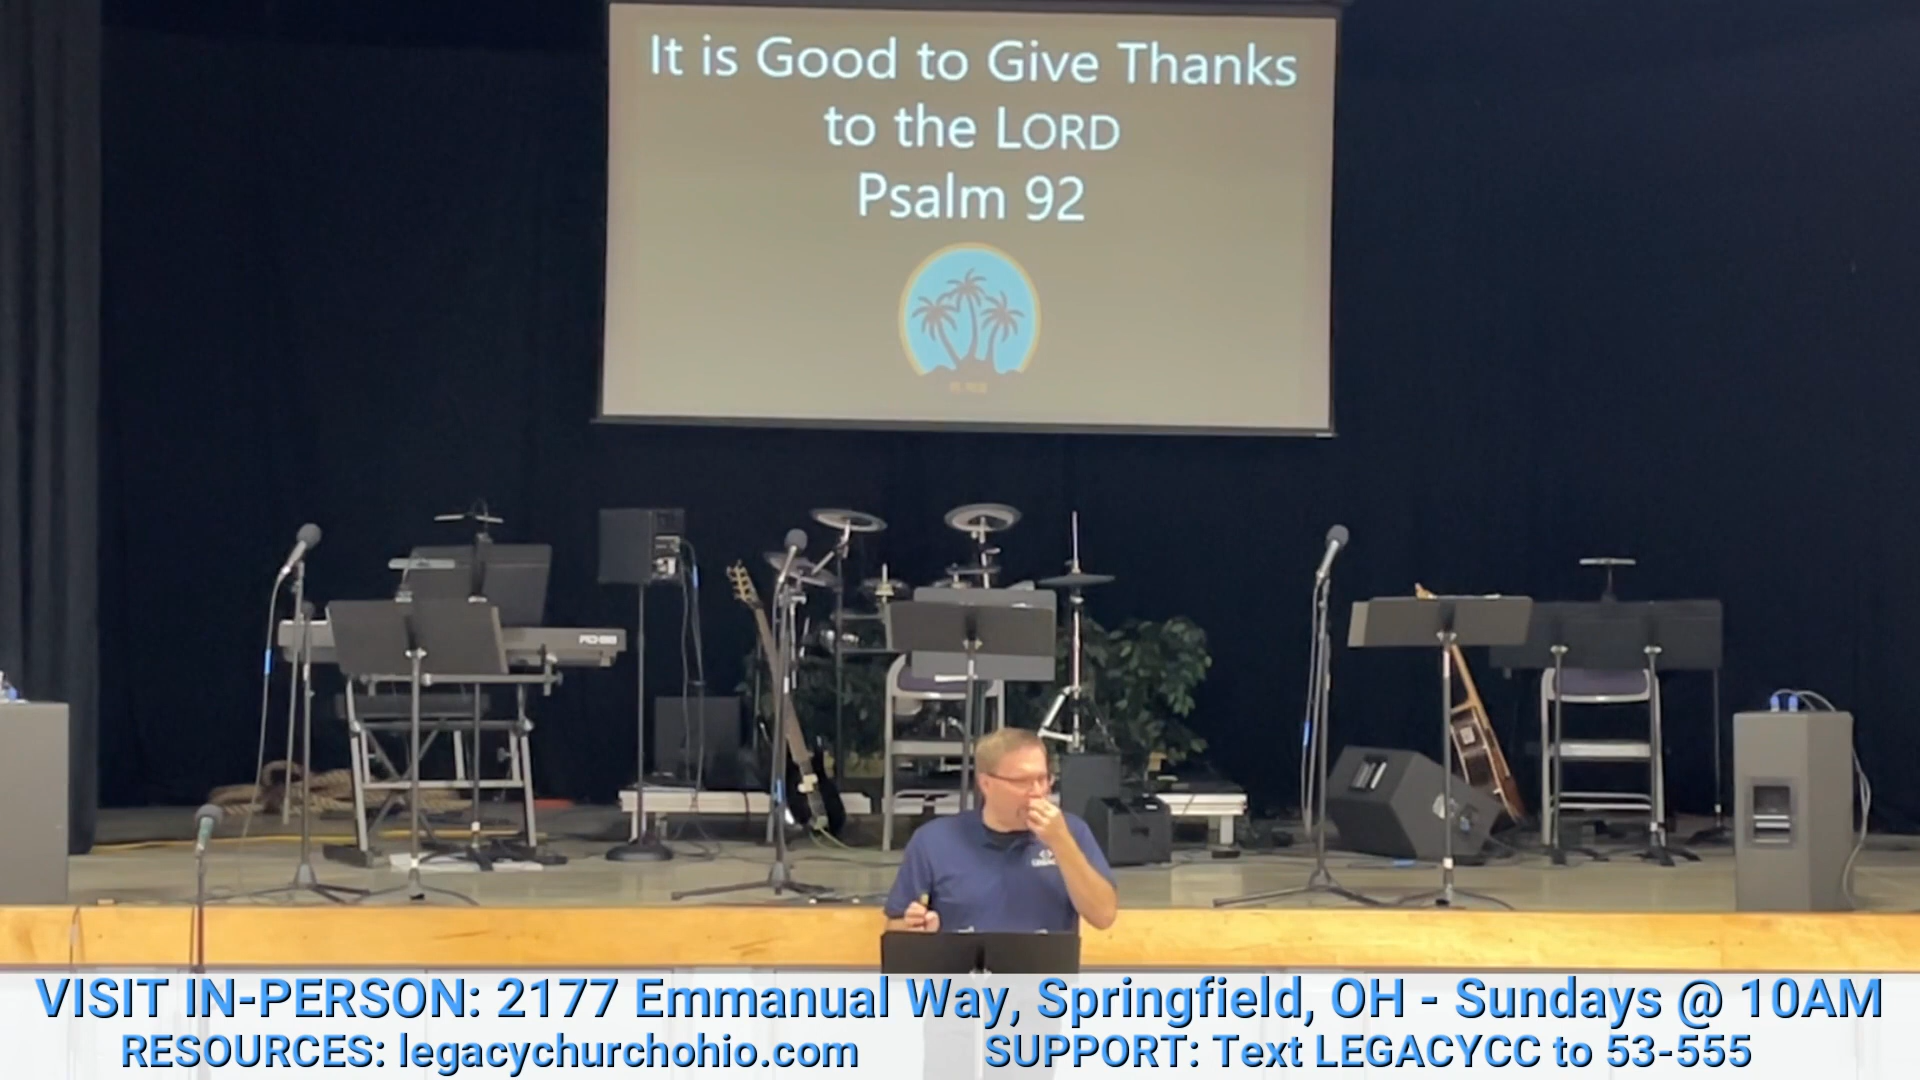 It is Good to Give Thanks
to the LORD
Psalm 92
LEGACY
VISIT IN-PERSON: 2177 Emmanual Way, Springfield, OH - Sundays @ 10AM
RESOURCES: legacychurchohio.com
SUPPORT: Text LEGACYCC to 53-555